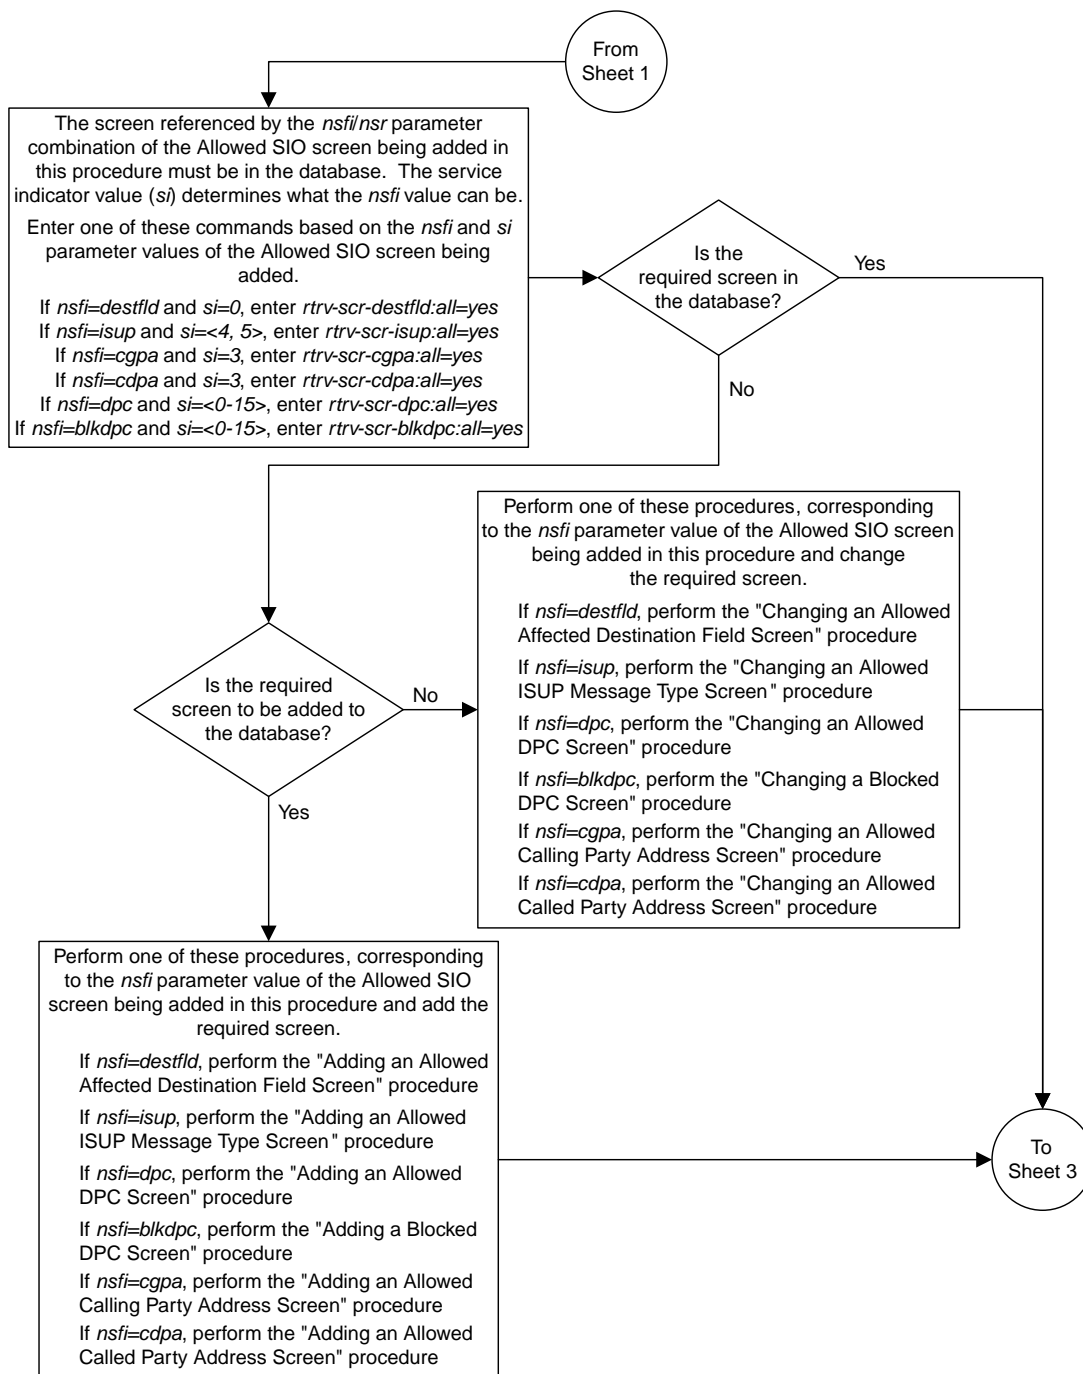 From
Sheet 1
The screen referenced by the nsfi/nsr parameter
combination of the Allowed SIO screen being added in
this procedure must be in the database. The service
indicator value (si) determines what the nsfi value can be.
Enter one of these commands based on the nsfi and si
parameter values of the Allowed SIO screen being
added.
If nsfi=destfld and si=0, enter rtrv-scr-destfld:all=yes
If nsfi=isup and si=<4, 5>, enter rtrv-scr-isup:all=yes
If nsfi=cgpa and si=3, enter rtrv-scr-cgpa:all=yes
If nsfi=cdpa and si=3, enter rtrv-scr-cdpa:all=yes
If nsfi=dpc and si=<0-15>, enter rtrv-scr-dpc:all=yes
If nsfi=blkdpc and si=<0-15>, enter rtrv-scr-blkdpc:all=yes
Is the
required screen in
the database?
Yes
No
Is the required
screen to be added to
the database?
No
Yes
Perform one of these procedures, corresponding
to the nsfi parameter value of the Allowed SIO screen
being added in this procedure and change
the required screen.
If nsfi=destfld, perform the "Changing an Allowed
Affected Destination Field Screen" procedure
If nsfi=isup, perform the "Changing an Allowed
ISUP Message Type Screen" procedure
If nsfi=dpc, perform the "Changing an Allowed
DPC Screen" procedure
If nsfi=blkdpc, perform the "Changing a Blocked
DPC Screen" procedure
If nsfi=cgpa, perform the "Changing an Allowed
Calling Party Address Screen" procedure
If nsfi=cdpa, perform the "Changing an Allowed
Called Party Address Screen" procedure
Perform one of these procedures, corresponding
to the nsfi parameter value of the Allowed SIO
screen being added in this procedure and add the
required screen.
If nsfi=destfld, perform the "Adding an Allowed
Affected Destination Field Screen" procedure
If nsfi=isup, perform the "Adding an Allowed
ISUP Message Type Screen" procedure
If nsfi=dpc, perform the "Adding an Allowed
DPC Screen" procedure
If nsfi=blkdpc, perform the "Adding a Blocked
DPC Screen" procedure
If nsfi=cgpa, perform the "Adding an Allowed
Calling Party Address Screen" procedure
If nsfi=cdpa, perform the "Adding an Allowed
Called Party Address Screen" procedure
To
Sheet 3